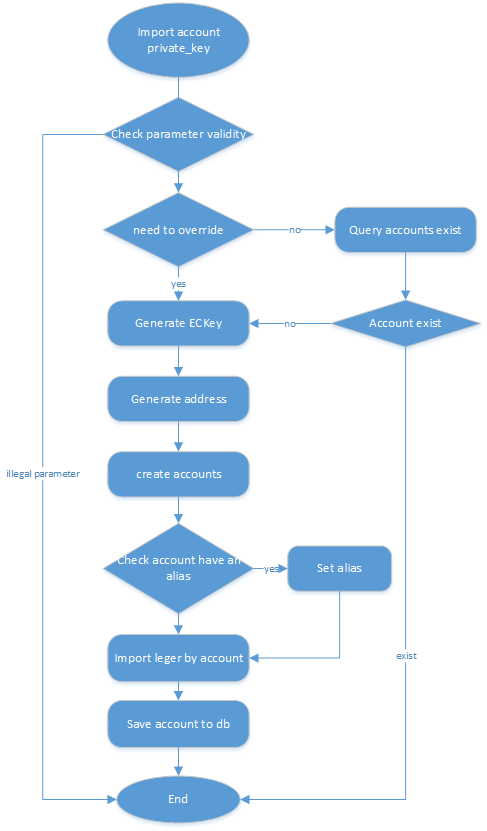 Import account
private_key
Check parameter validity
need to override
no
Query accounts exist
yes
Generate ECKey
no
Account exist
Generate address
illegal parameter
create accounts
Check account have an
alias
yes
Set alias
Import leger by account
exist
Save account to db
End